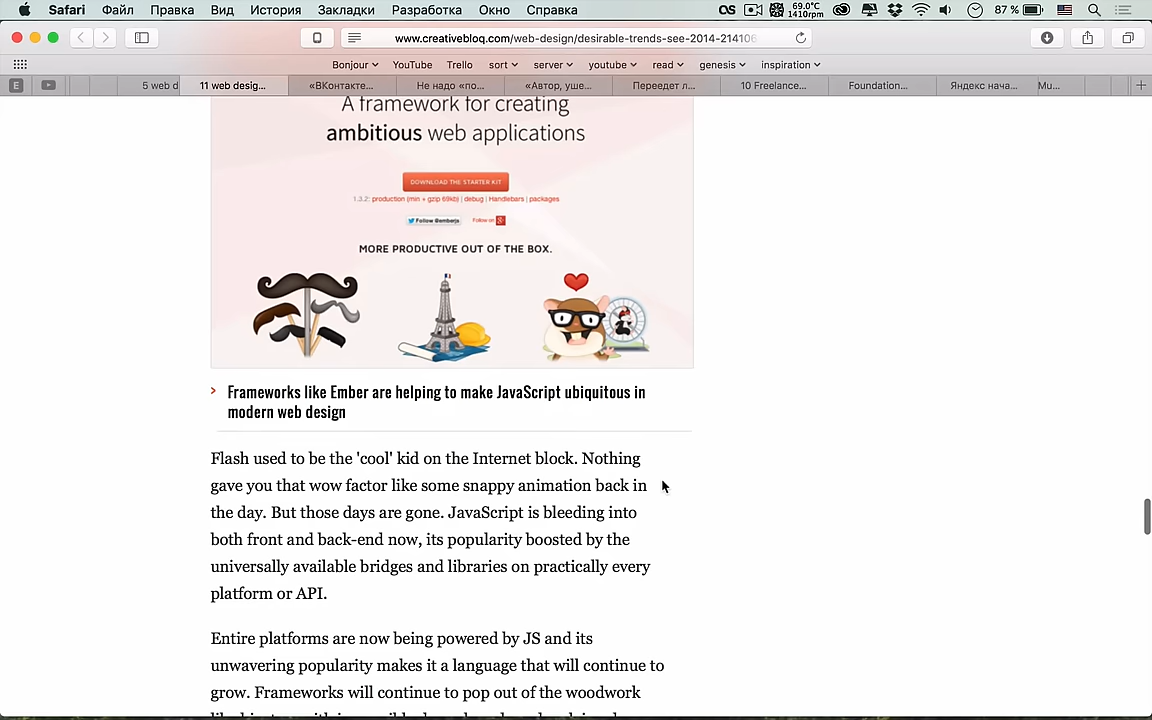 Safari Файл Правка Вид История Закладки Разработка Окно Справка 69.0°C 1410rpm 87 %
www.creativebloq.com/web-design/desirable-trends-see-2014-214106
Bonjour YouTube Trello sort server youtube read genesis inspiration
E 5 web d 11 web desig... «ВКонтакте... Не надо «по... «Автор, уше... Переедет л... 10 Freelance... Foundation... Яндекс нача... Mu...
A framework for creating
ambitious web applications
DOWNLOAD THE STARTER KIT
1.3.2: production (min + gzip 69kb) | debug | Handlebars | packages
Follow @emberjs Follow on
MORE PRODUCTIVE OUT OF THE BOX.
Frameworks like Ember are helping to make JavaScript ubiquitous in
modern web design
Flash used to be the 'cool' kid on the Internet block. Nothing
gave you that wow factor like some snappy animation back in
the day. But those days are gone. JavaScript is bleeding into
both front and back-end now, its popularity boosted by the
universally available bridges and libraries on practically every
platform or API.
Entire platforms are now being powered by JS and its
unwavering popularity makes it a language that will continue to
grow. Frameworks will continue to pop out of the woodwork